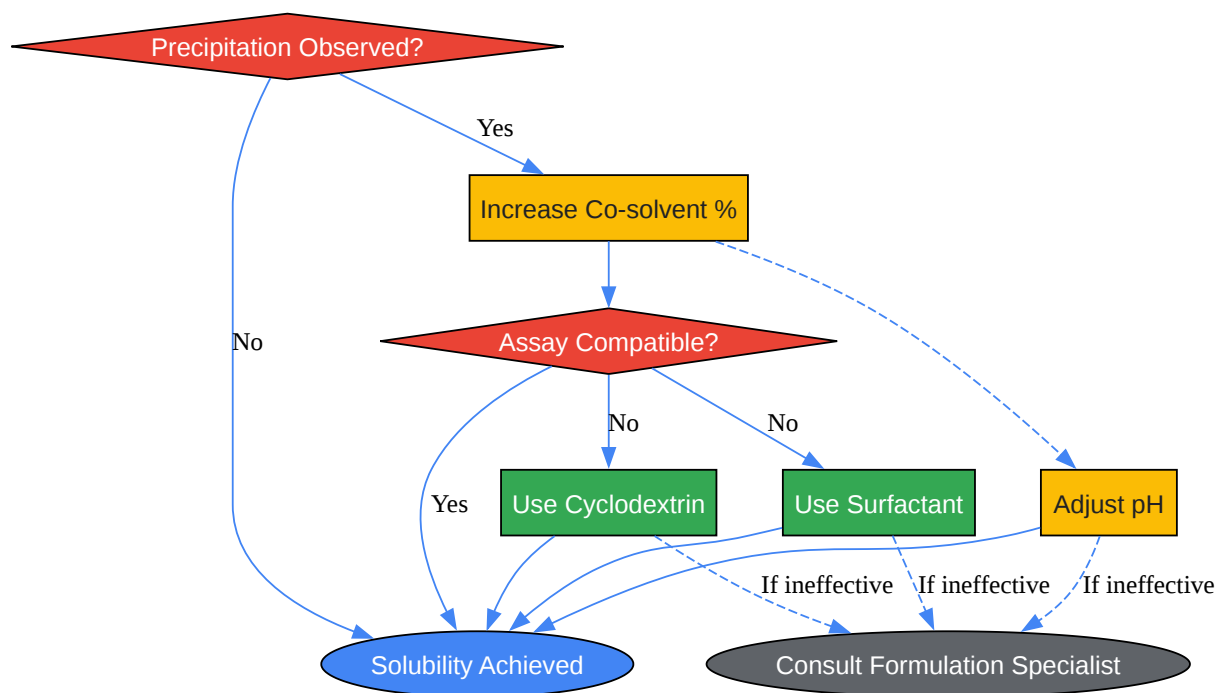 Precipitation Observed?
Yes
Increase Co-solvent %
No
Assay Compatible?
No
No
Yes
Use Cyclodextrin
Use Surfactant
Adjust pH
If ineffective
If ineffective
If ineffective
Solubility Achieved
Consult Formulation Specialist